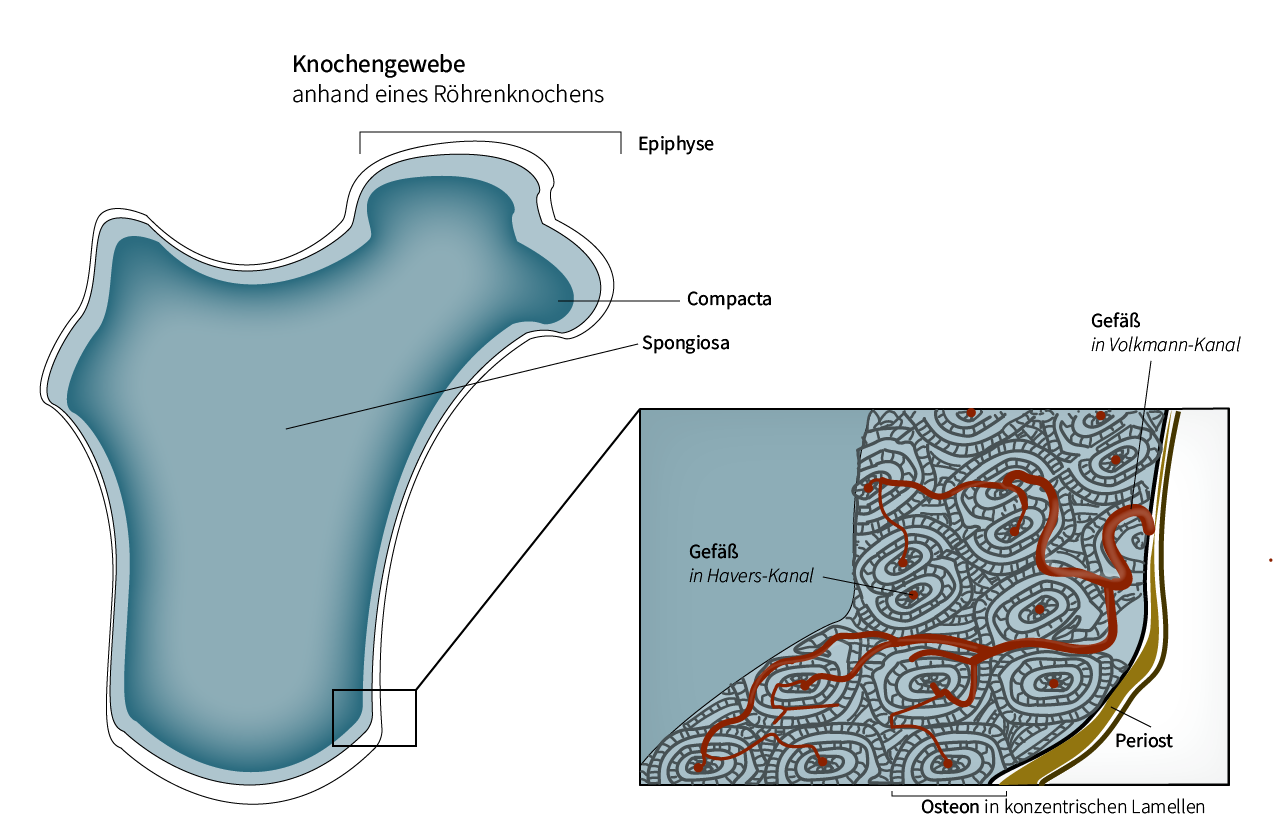 Knochengewebe
anhand eines Röhrenknochens
Epiphyse
Compacta
Spongiosa
Gefäß
in Volkmann-Kanal
Gefäß
in Havers-Kanal
Periost
Osteon in konzentrischen Lamellen